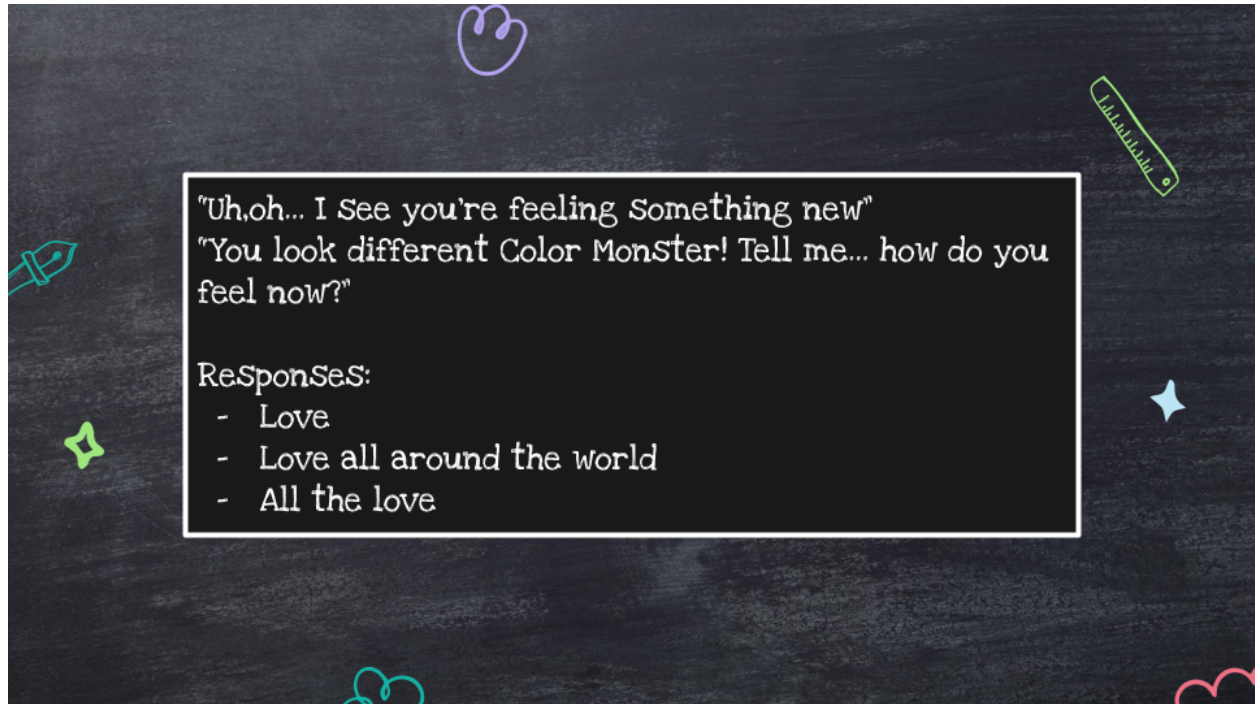 "Uh,oh... I see you're feeling something new"
"You look different Color Monster! Tell me... how do you
feel now?"
Responses:
- Love
- Love all around the world
- All the love